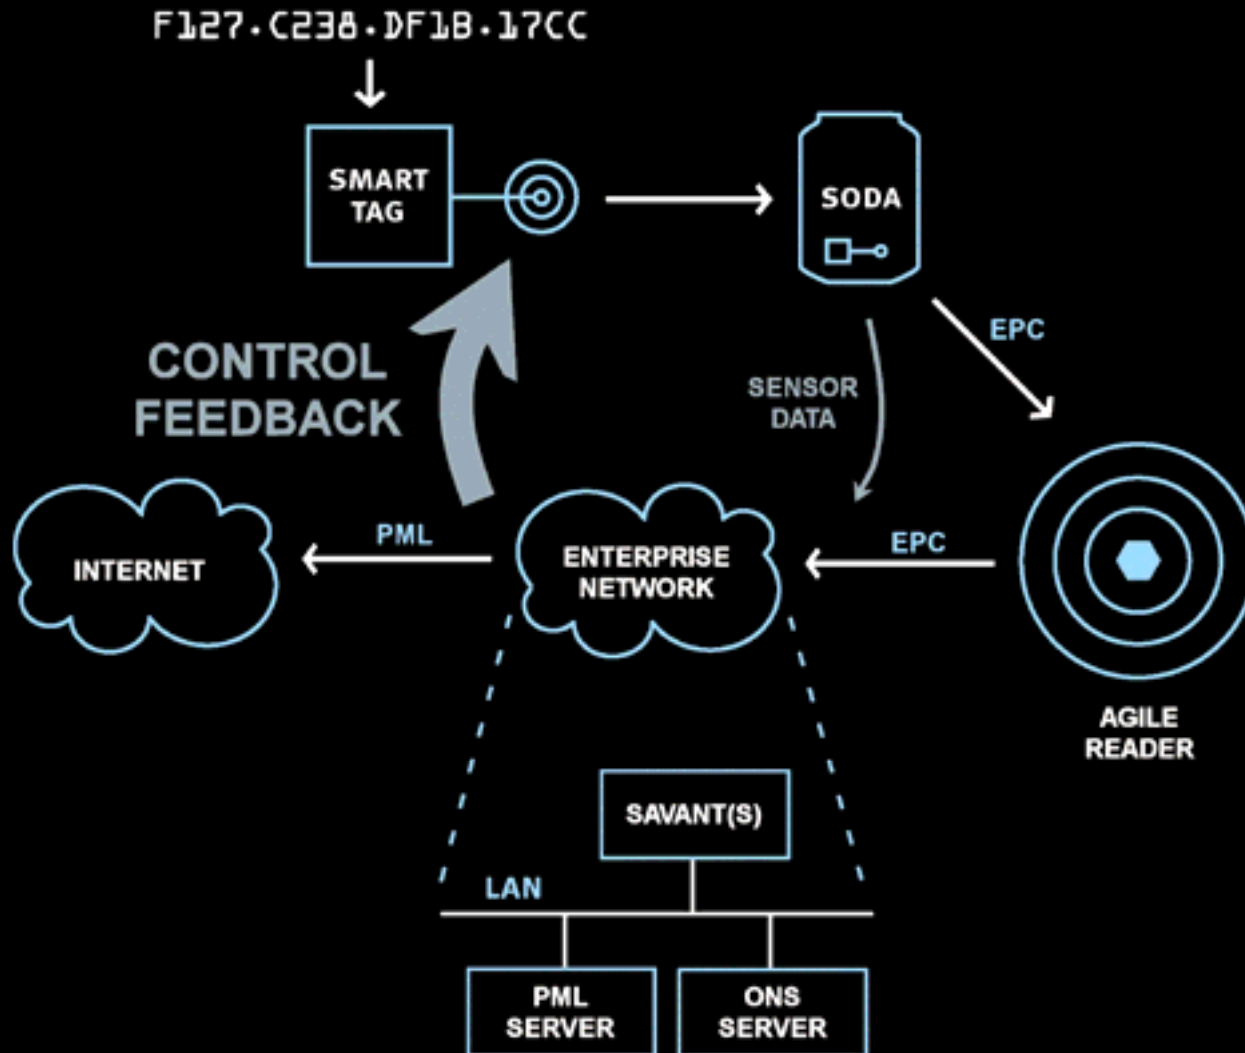 F127.C238.DF1B.17CC
SMART
TAG
SODA
EPC
CONTROL
FEEDBACK
SENSOR
DATA
INTERNET
PML
ENTERPRISE
NETWORK
EPC
AGILE
READER
SAVANT(S)
LAN
PML
SERVER
ONS
SERVER